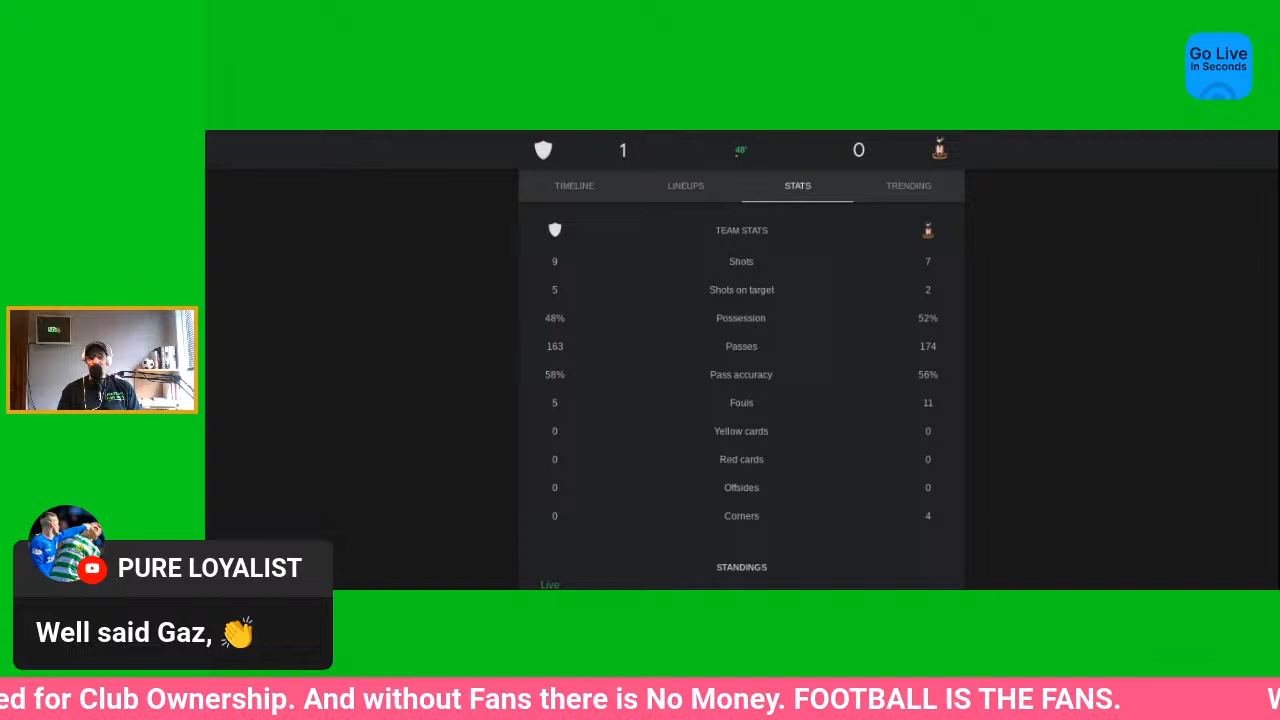 Go Live
In Seconds
1 48' 0
TIMELINE LINEUPS STATS TRENDING
TEAM STATS
9 Shots 7
5 Shots on target 2
48% Possession 52%
163 Passes 174
58% Pass accuracy 56%
5 Fouls 11
0 Yellow cards 0
0 Red cards 0
0 Offsides 0
0 Corners 4
STANDINGS
Live
PURE LOYALIST
Well said Gaz, 👏
ed for Club Ownership. And without Fans there is No Money. FOOTBALL IS THE FANS. W